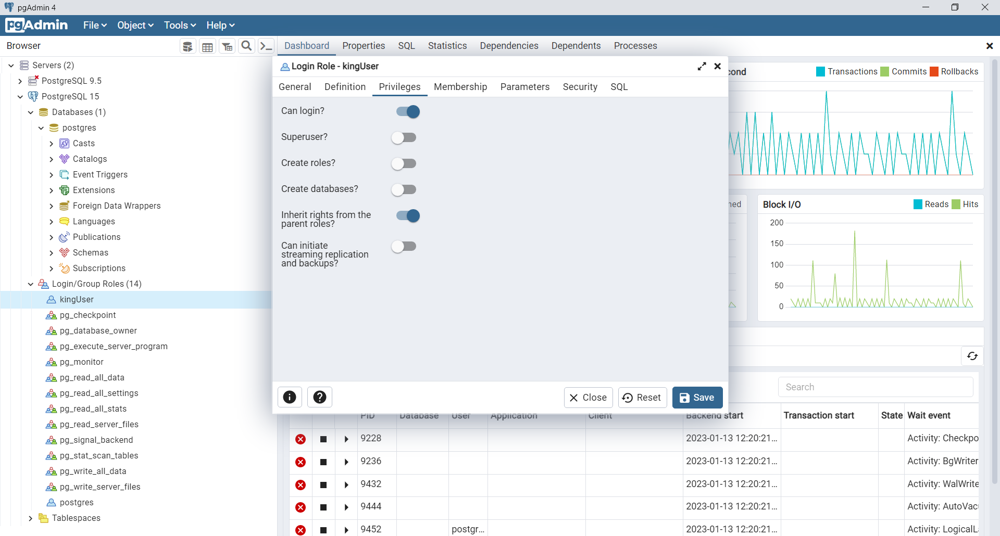 pgAdmin 4
pgAdmin File Object Tools Help
Browser
Dashboard Properties SQL Statistics Dependencies Dependents Processes
Servers (2)
PostgreSQL 9.5
PostgreSQL 15
Databases (1)
postgres
Casts
Catalogs
Event Triggers
Extensions
Foreign Data Wrappers
Languages
Publications
Schemas
Subscriptions
Login/Group Roles (14)
kingUser
pg_checkpoint
pg_database_owner
pg_execute_server_program
pg_monitor
pg_read_all_data
pg_read_all_settings
pg_read_all_stats
pg_read_server_files
pg_signal_backend
pg_stat_scan_tables
pg_write_all_data
pg_write_server_files
postgres
Tablespaces
Login Role - kingUser
General Definition Privileges Membership Parameters Security SQL
Can login?
Superuser?
Create roles?
Create databases?
Inherit rights from the
parent roles?
Can initiate
streaming replication
and backups?
Close Reset Save
cond Transactions Commits Rollbacks
ned
Block I/O Reads Hits
200
150
100
50
0
Search
PID Database User Application Client Backend start Transaction start State Wait event
9228 2023-01-13 12:20:21... Activity: Checkpo
9236 2023-01-13 12:20:21... Activity: BgWriter
9432 2023-01-13 12:20:21... Activity: WalWrite
9444 2023-01-13 12:20:21... Activity: AutoVac
9452 postgr... 2023-01-13 12:20:21... Activity: LogicalL